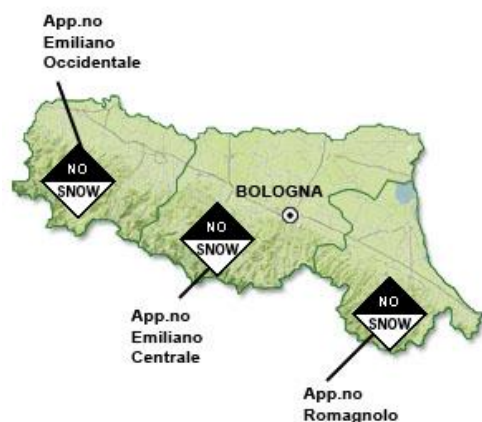 App.no
Emiliano
Occidentale
NO
SNOW
BOLOGNA
NO
SNOW
App.no
Emiliano
Centrale
NO
SNOW
App.no
Romagnolo